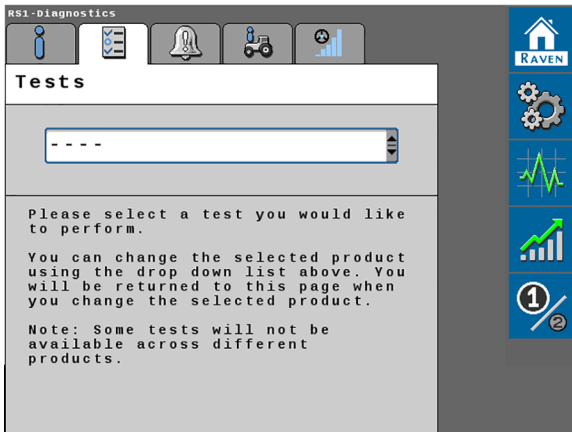 RS1-Diagnostics
Tests
----
Please select a test you would like
to perform.
You can change the selected product
using the drop down list above. You
will be returned to this page when
you change the selected product.
Note: Some tests will not be
available across different
products.
RAVEN
1/2